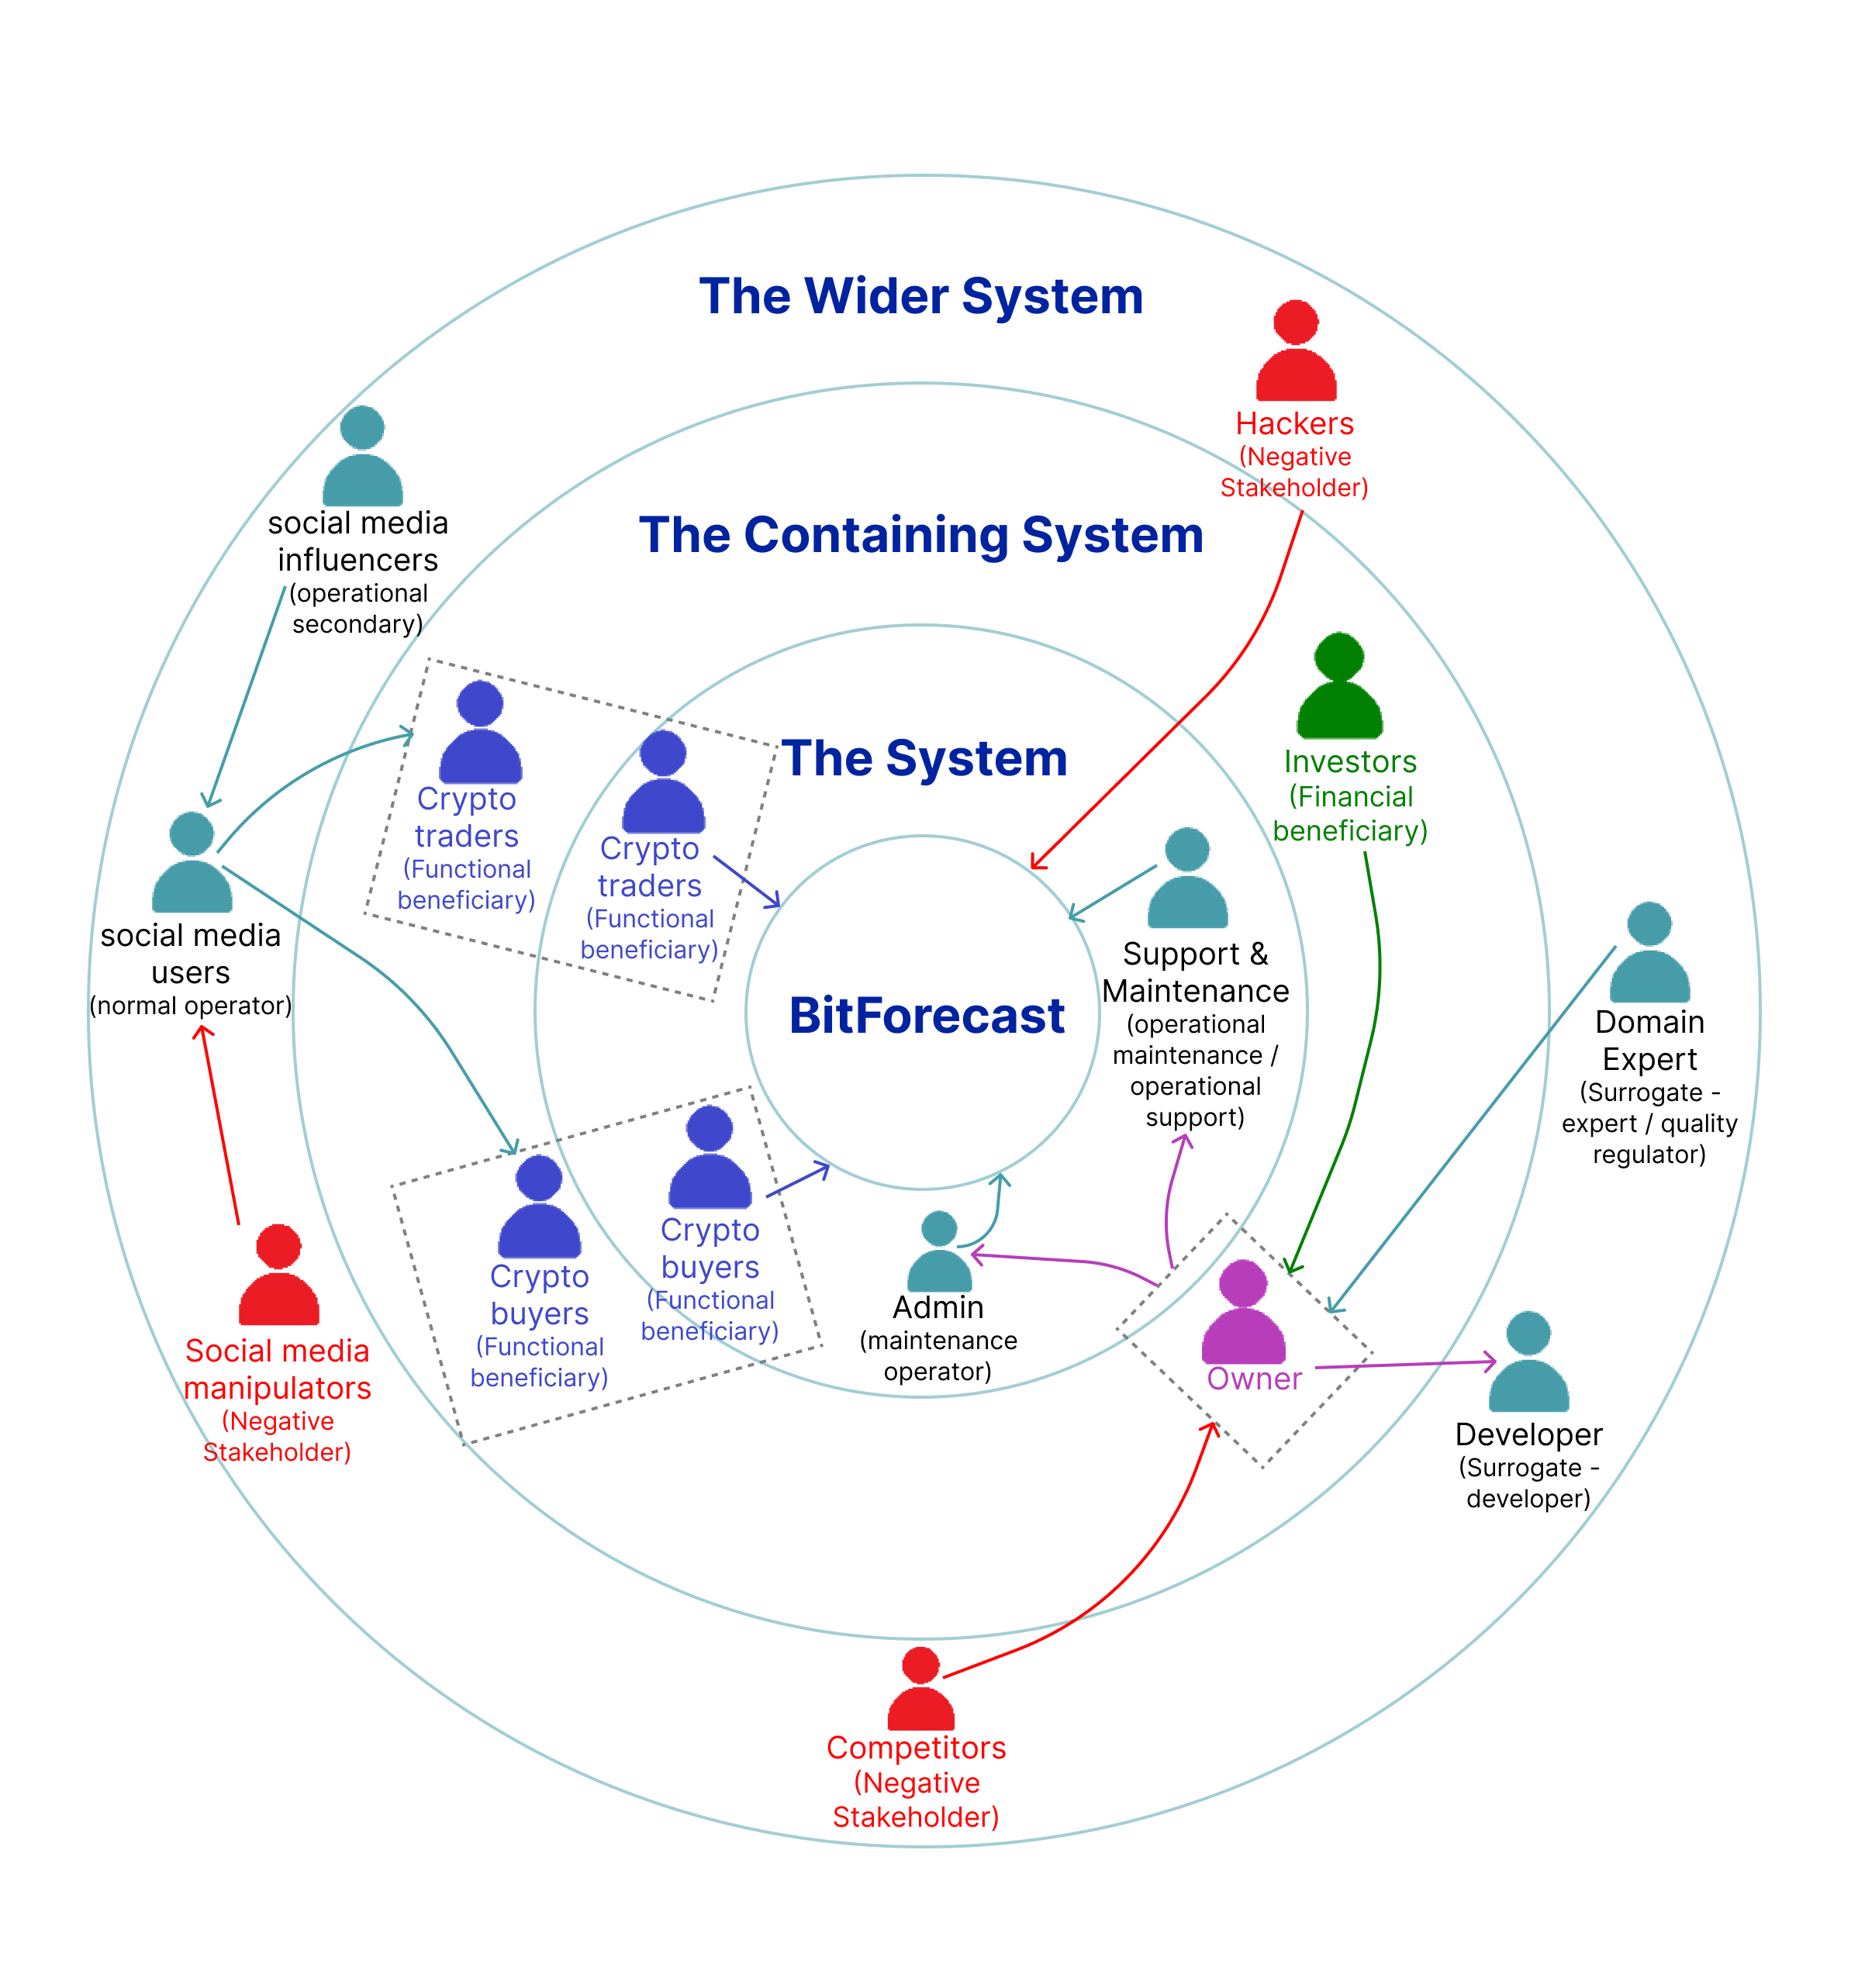 The Wider System
Hackers
(Negative
Stakeholder)
social media
influencers
(operational
secondary)
The Containing System
Investors
(Financial
beneficiary)
The System
Crypto
traders
(Functional
beneficiary)
Crypto
traders
(Functional
beneficiary)
social media
users
(normal operator)
Support &
Maintenance
(operational
maintenance /
operational
support)
BitForecast
Domain
Expert
(Surrogate -
expert / quality
regulator)
Crypto
buyers
(Functional
beneficiary)
Crypto
buyers
(Functional
beneficiary)
Admin
(maintenance
operator)
Owner
Social media
manipulators
(Negative
Stakeholder)
Developer
(Surrogate -
developer)
Competitors
(Negative
Stakeholder)